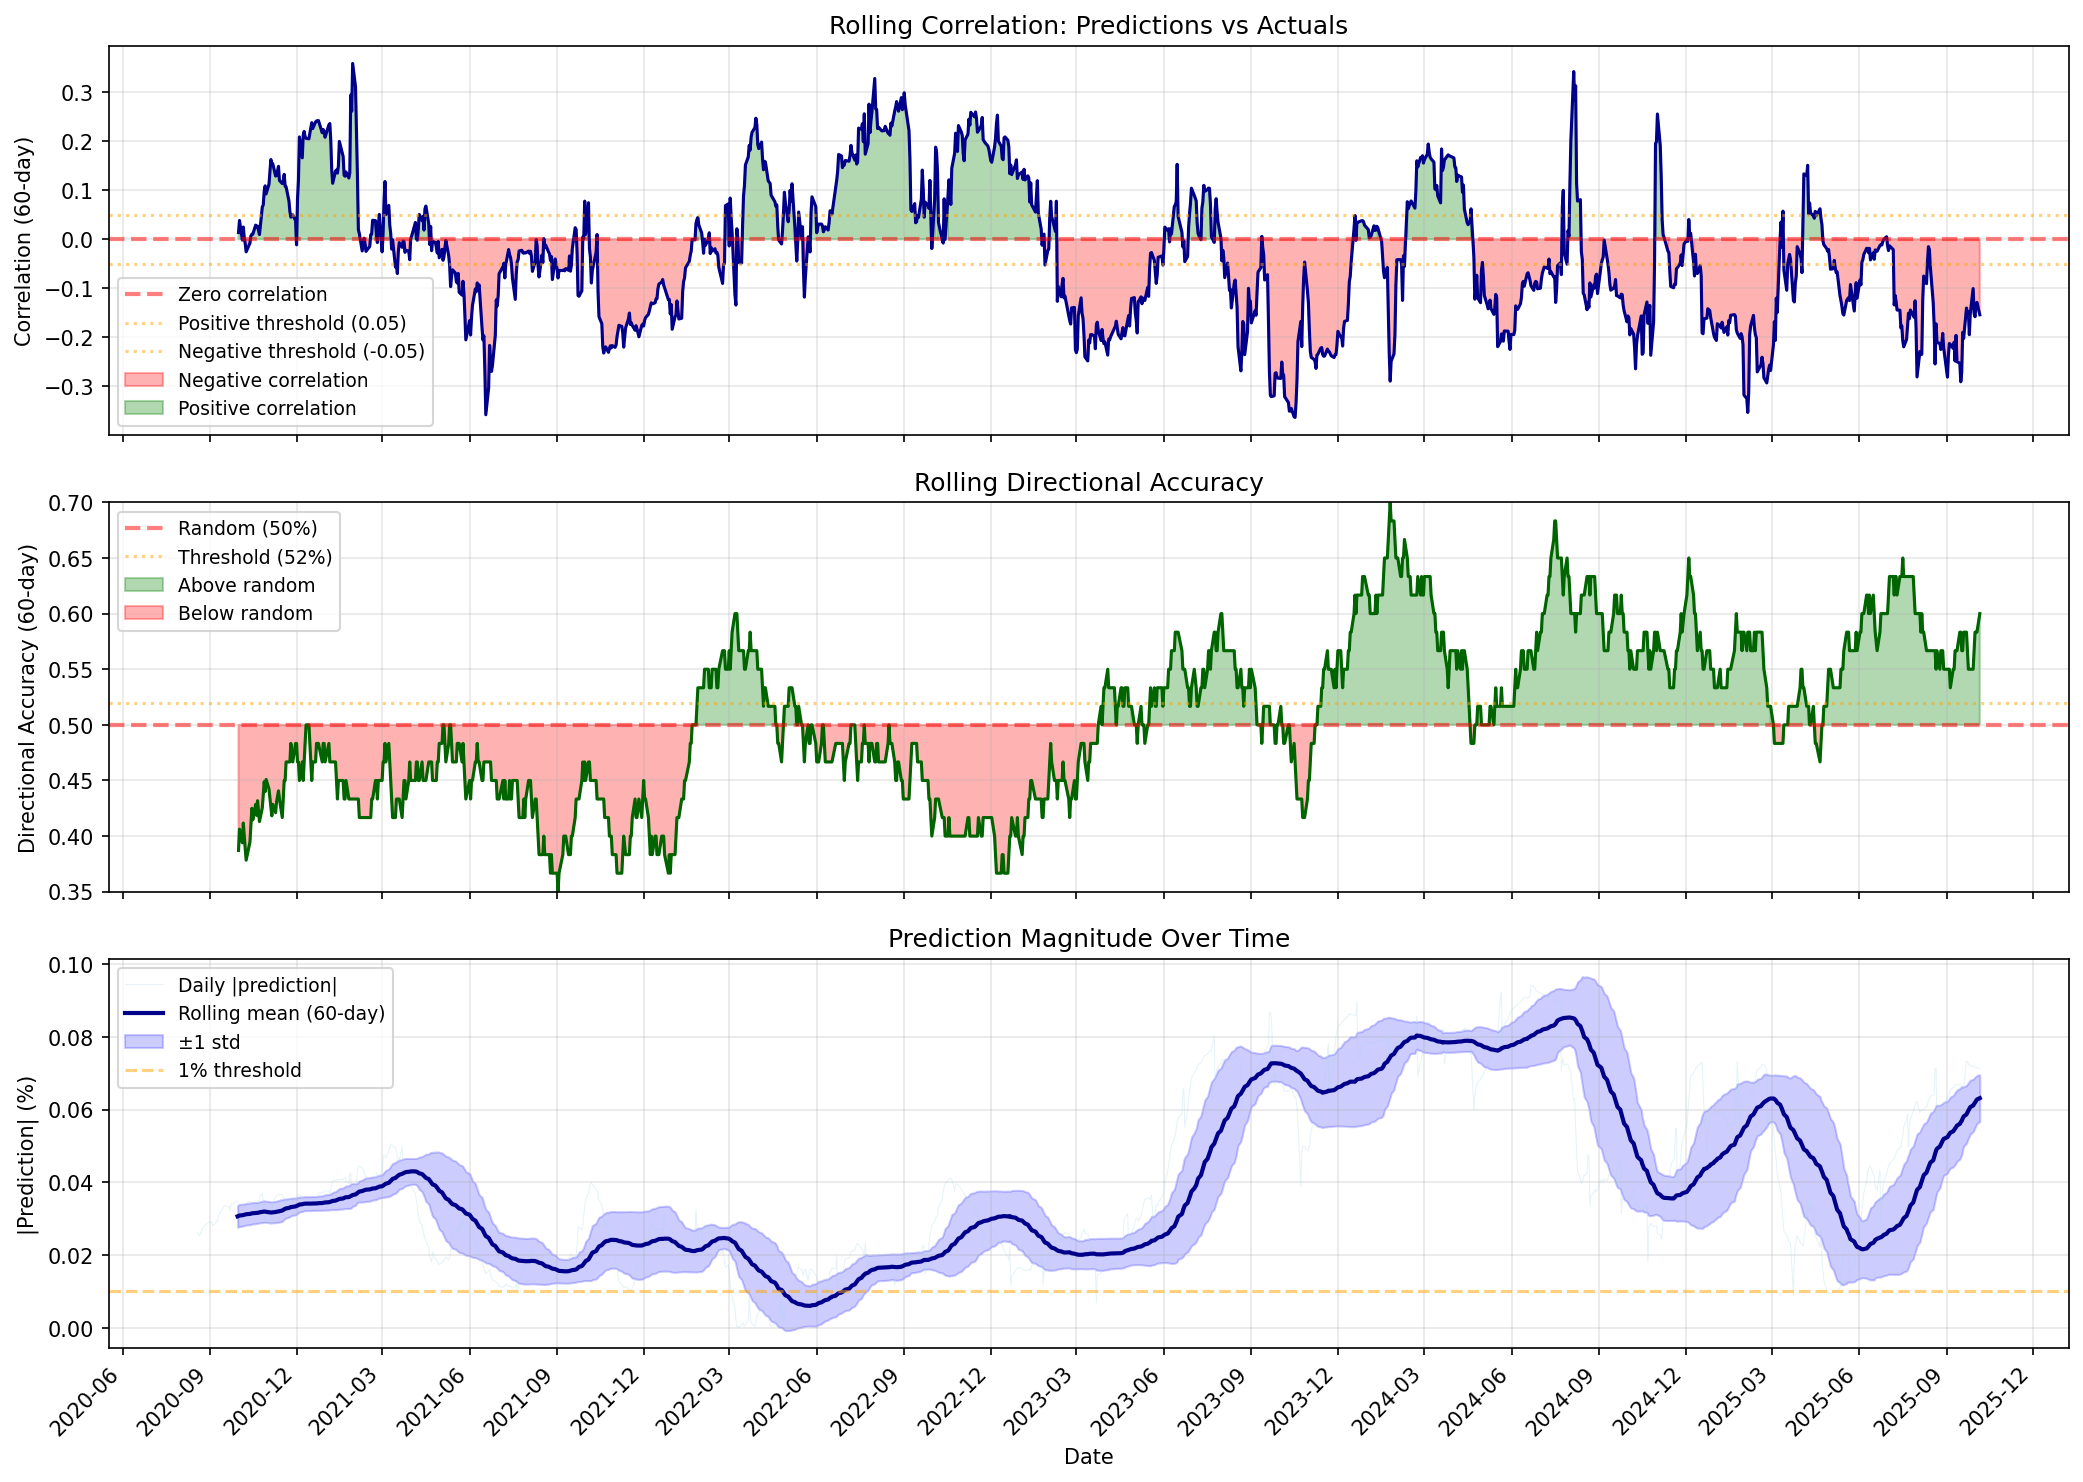 Rolling Correlation: Predictions vs Actuals
Correlation (60-day)
0.3
0.2
0.1
0.0
−0.1
−0.2
−0.3
Zero correlation
Positive threshold (0.05)
Negative threshold (-0.05)
Negative correlation
Positive correlation
Rolling Directional Accuracy
Directional Accuracy (60-day)
0.70
0.65
0.60
0.55
0.50
0.45
0.40
0.35
Random (50%)
Threshold (52%)
Above random
Below random
Prediction Magnitude Over Time
|Prediction| (%)
0.10
0.08
0.06
0.04
0.02
0.00
Daily |prediction|
Rolling mean (60-day)
±1 std
1% threshold
2020-06
2020-09
2020-12
2021-03
2021-06
2021-09
2021-12
2022-03
2022-06
2022-09
2022-12
2023-03
2023-06
2023-09
2023-12
2024-03
2024-06
2024-09
2024-12
2025-03
2025-06
2025-09
2025-12
Date